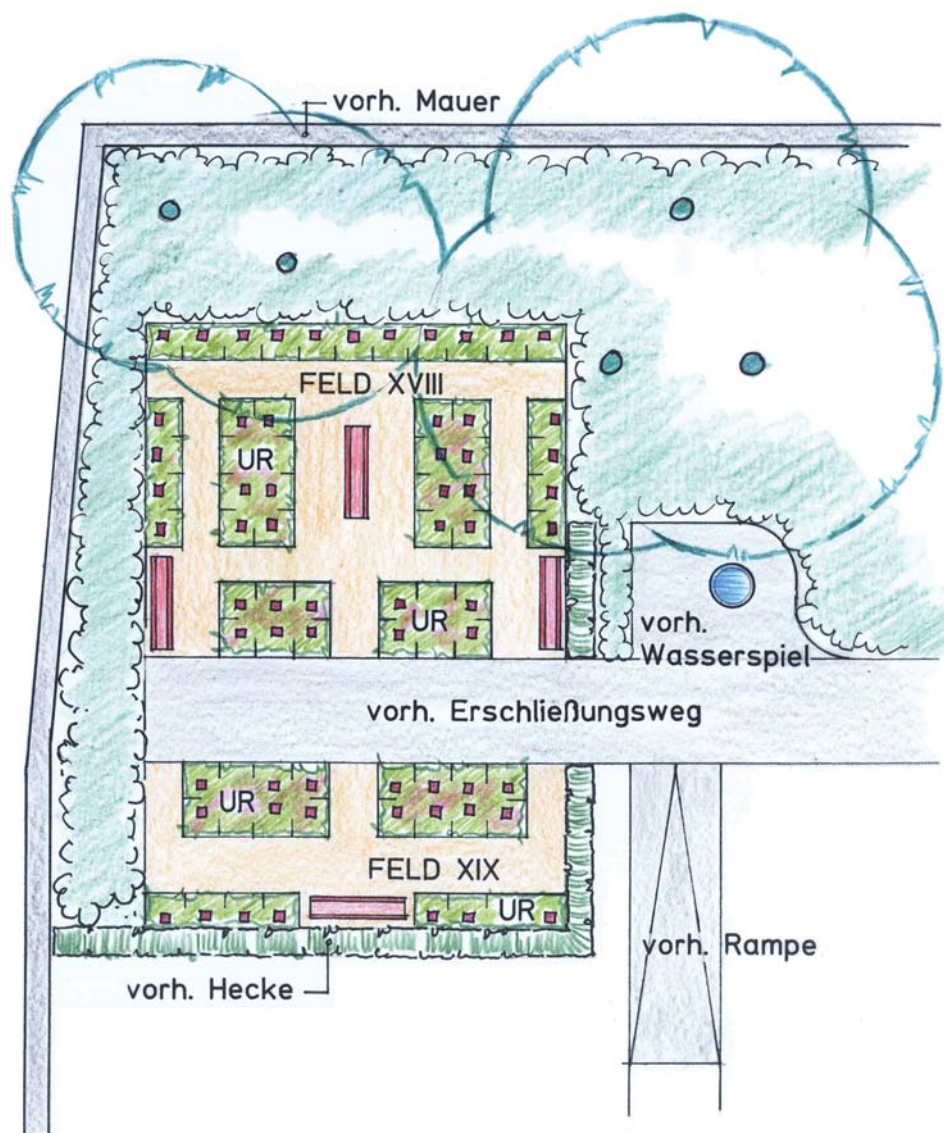 vorh. Mauer
FELD XVIII
UR
UR
vorh.
Wasserspiel
vorh. Erschließungsweg
UR
FELD XIX
UR
vorh. Rampe
vorh. Hecke